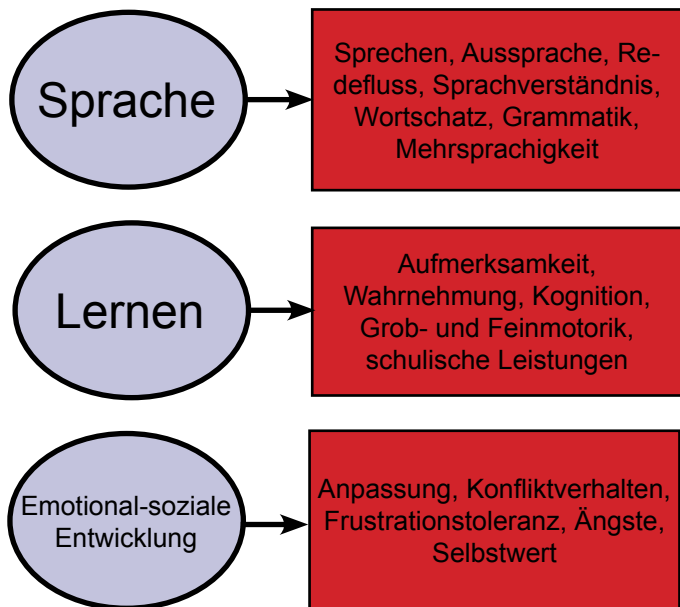 Sprache
Sprechen, Aussprache, Re-
defluss, Sprachverständnis,
Wortschatz, Grammatik,
Mehrsprachigkeit
Lernen
Aufmerksamkeit,
Wahrnehmung, Kognition,
Grob- und Feinmotorik,
schulische Leistungen
Emotional-soziale
Entwicklung
Anpassung, Konfliktverhalten,
Frustrationstoleranz, Ängste,
Selbstwert